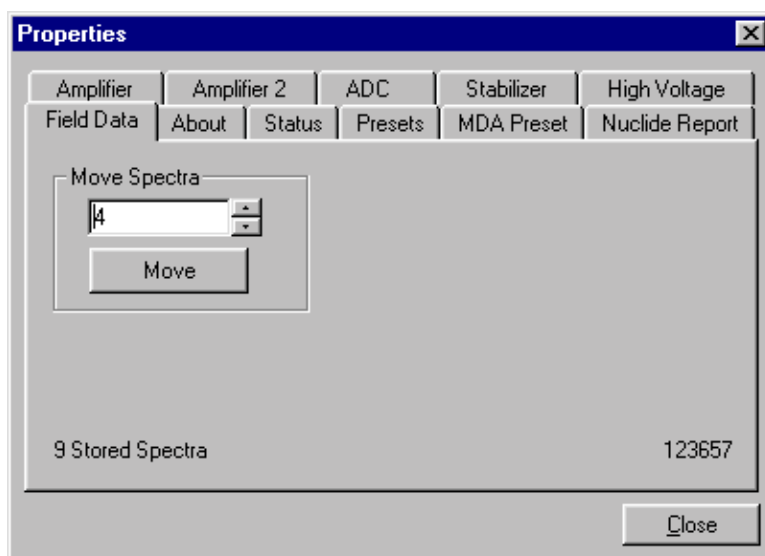 Properties
Amplifier Amplifier 2 ADC Stabilizer High Voltage
Field Data About Status Presets MDA Preset Nuclide Report
Move Spectra
4
Move
9 Stored Spectra 123657
Close